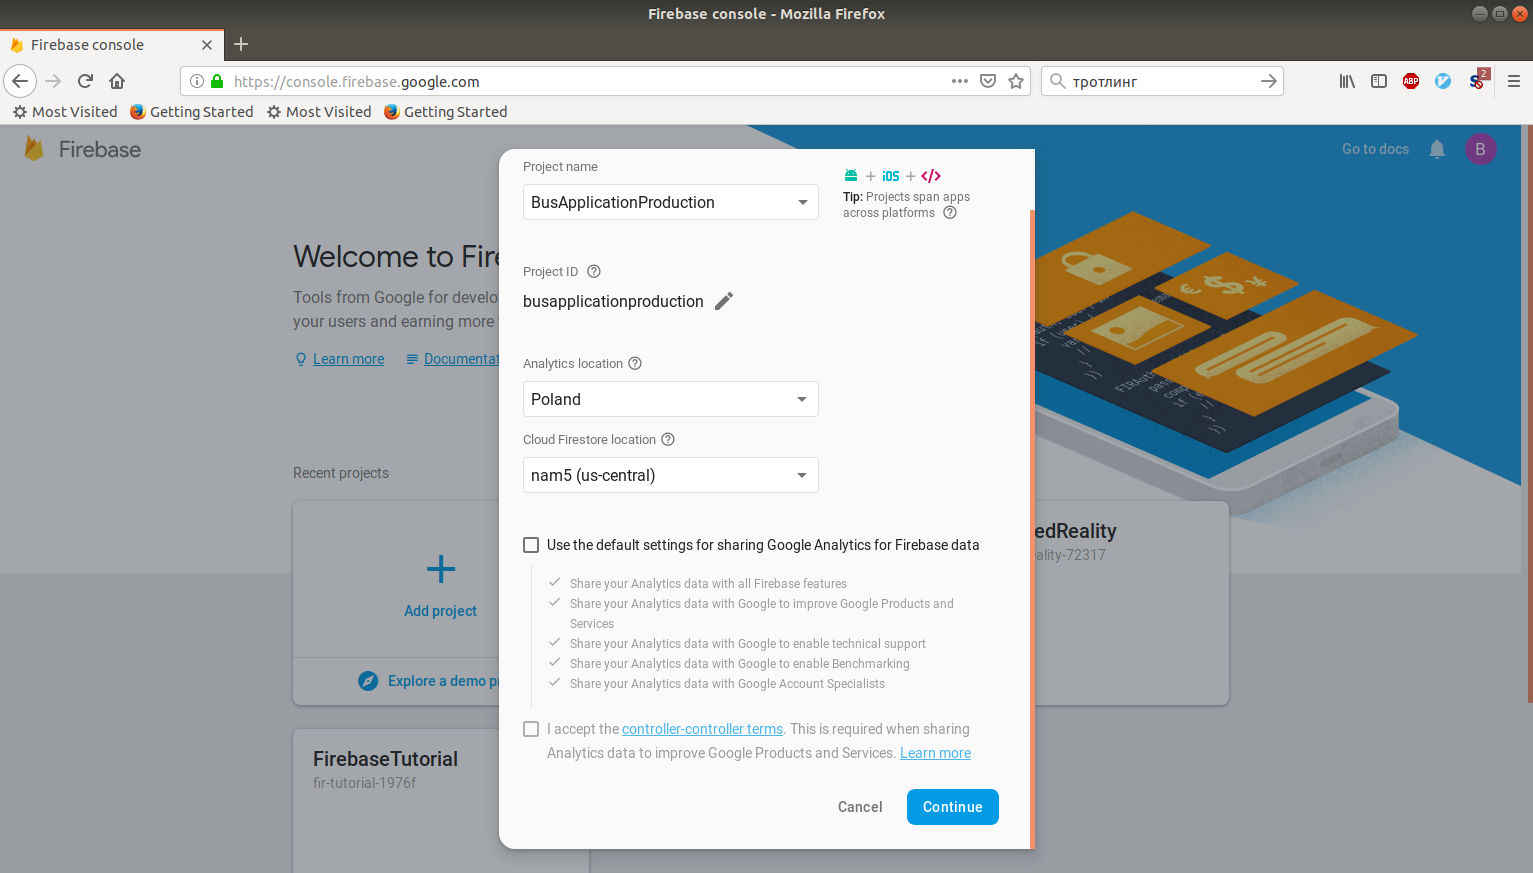 Firebase console - Mozilla Firefox
Firebase console
https://console.firebase.google.com
тротлинг
ABP
2
Most Visited
Getting Started
Most Visited
Getting Started
Firebase
Go to docs
B
Welcome to Fire
Tools from Google for develo
your users and earning more
Learn more
Documentat
Recent projects
Add project
Explore a demo pr
FirebaseTutorial
fir-tutorial-1976f
edReality
ality-72317
Project name
BusApplicationProduction
+ iOS + </>
Tip: Projects span apps
across platforms
Project ID
busapplicationproduction
Analytics location
Poland
Cloud Firestore location
nam5 (us-central)
Use the default settings for sharing Google Analytics for Firebase data
Share your Analytics data with all Firebase features
Share your Analytics data with Google to improve Google Products and
Services
Share your Analytics data with Google to enable technical support
Share your Analytics data with Google to enable Benchmarking
Share your Analytics data with Google Account Specialists
I accept the controller-controller terms. This is required when sharing
Analytics data to improve Google Products and Services. Learn more
Cancel
Continue